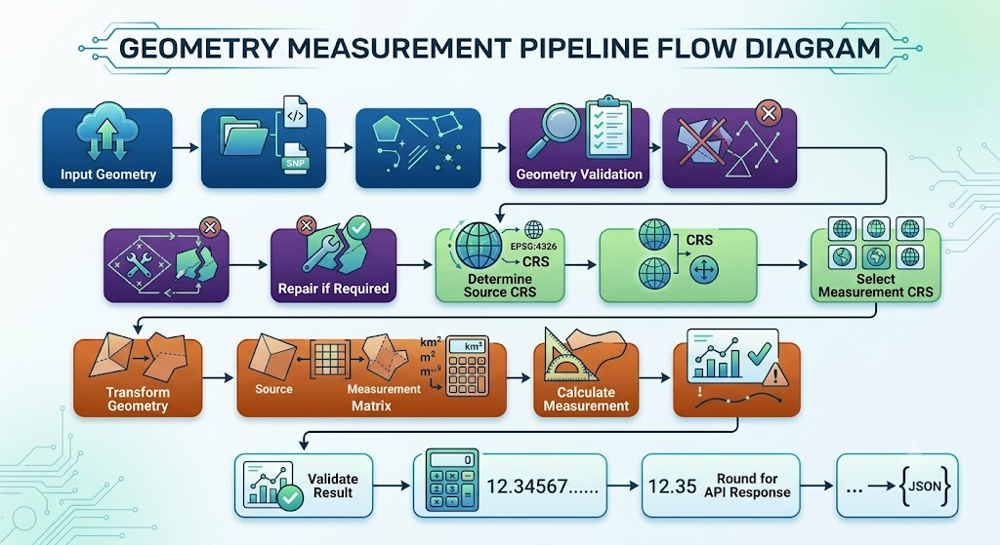 GEOMETRY MEASUREMENT PIPELINE FLOW DIAGRAM
Input Geometry
</>
SNP
Geometry Validation
Repair if Required
EPSG:4326
CRS
Determine
Source CRS
CRS
Select
Measurement CRS
Transform
Geometry
Source
Measurement
Matrix
km²
m²
km³
Calculate
Measurement
!
!
Validate
Result
0
12.34567......
12.35
Round for
API Response
...
{JSON}